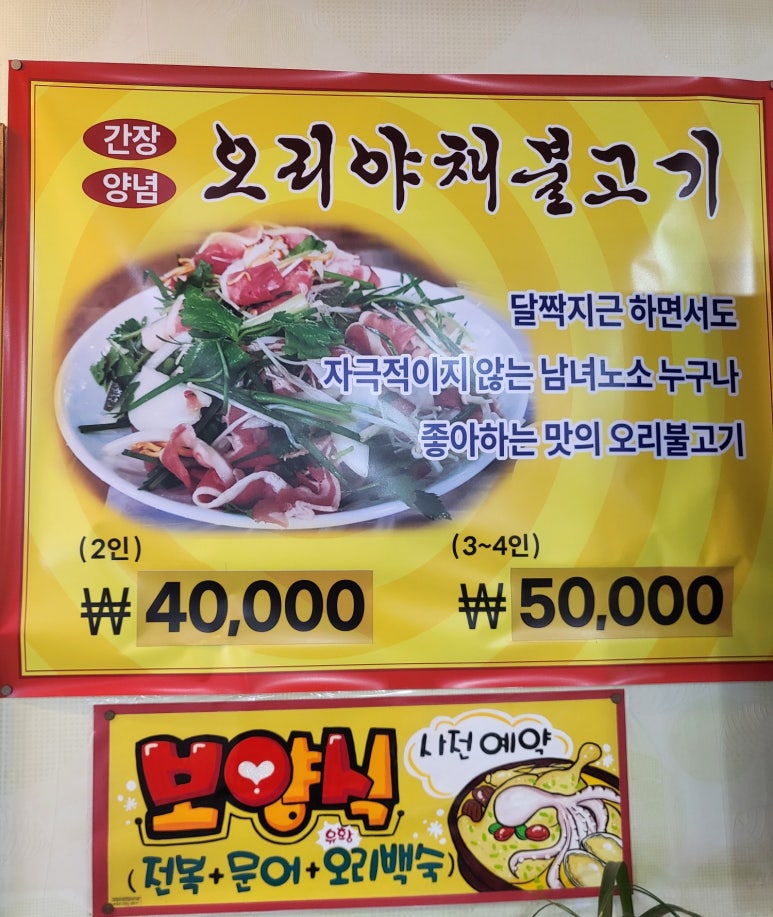 간장
양념
오리야채불고기
달짝지근 하면서도
자극적이지 않는 남녀노소 누구나
좋아하는 맛의 오리불고기
(2인)
(3~4인)
₩ 40,000
₩ 50,000
보양식
사전예약
유황
(전복+문어+오리백숙)